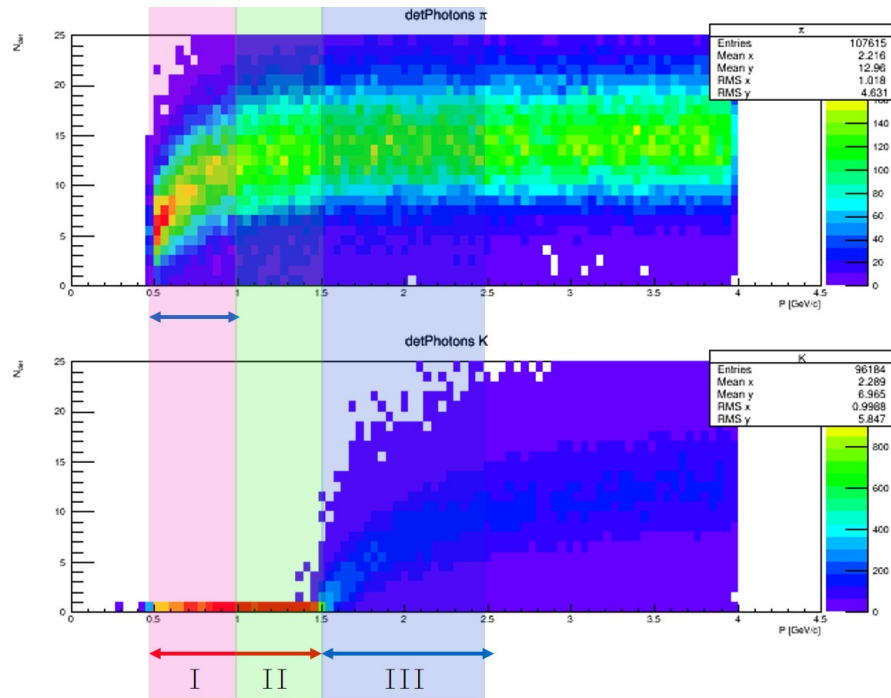 detPhotons π
π
Entries 107615
Mean x 2.216
Mean y 12.96
RMS x 1.018
RMS y 4.631
N_det
25
20
15
10
5
0
160
140
120
100
80
60
40
20
0
0 0.5 1 1.5 2 2.5 3 3.5 4 4.5
P [GeV/c]
detPhotons K
K
Entries 96184
Mean x 2.289
Mean y 6.965
RMS x 0.9988
RMS y 5.847
N_det
25
20
15
10
5
0
800
600
400
200
0
0 0.5 1 1.5 2 2.5 3 3.5 4 4.5
P [GeV/c]
I II III